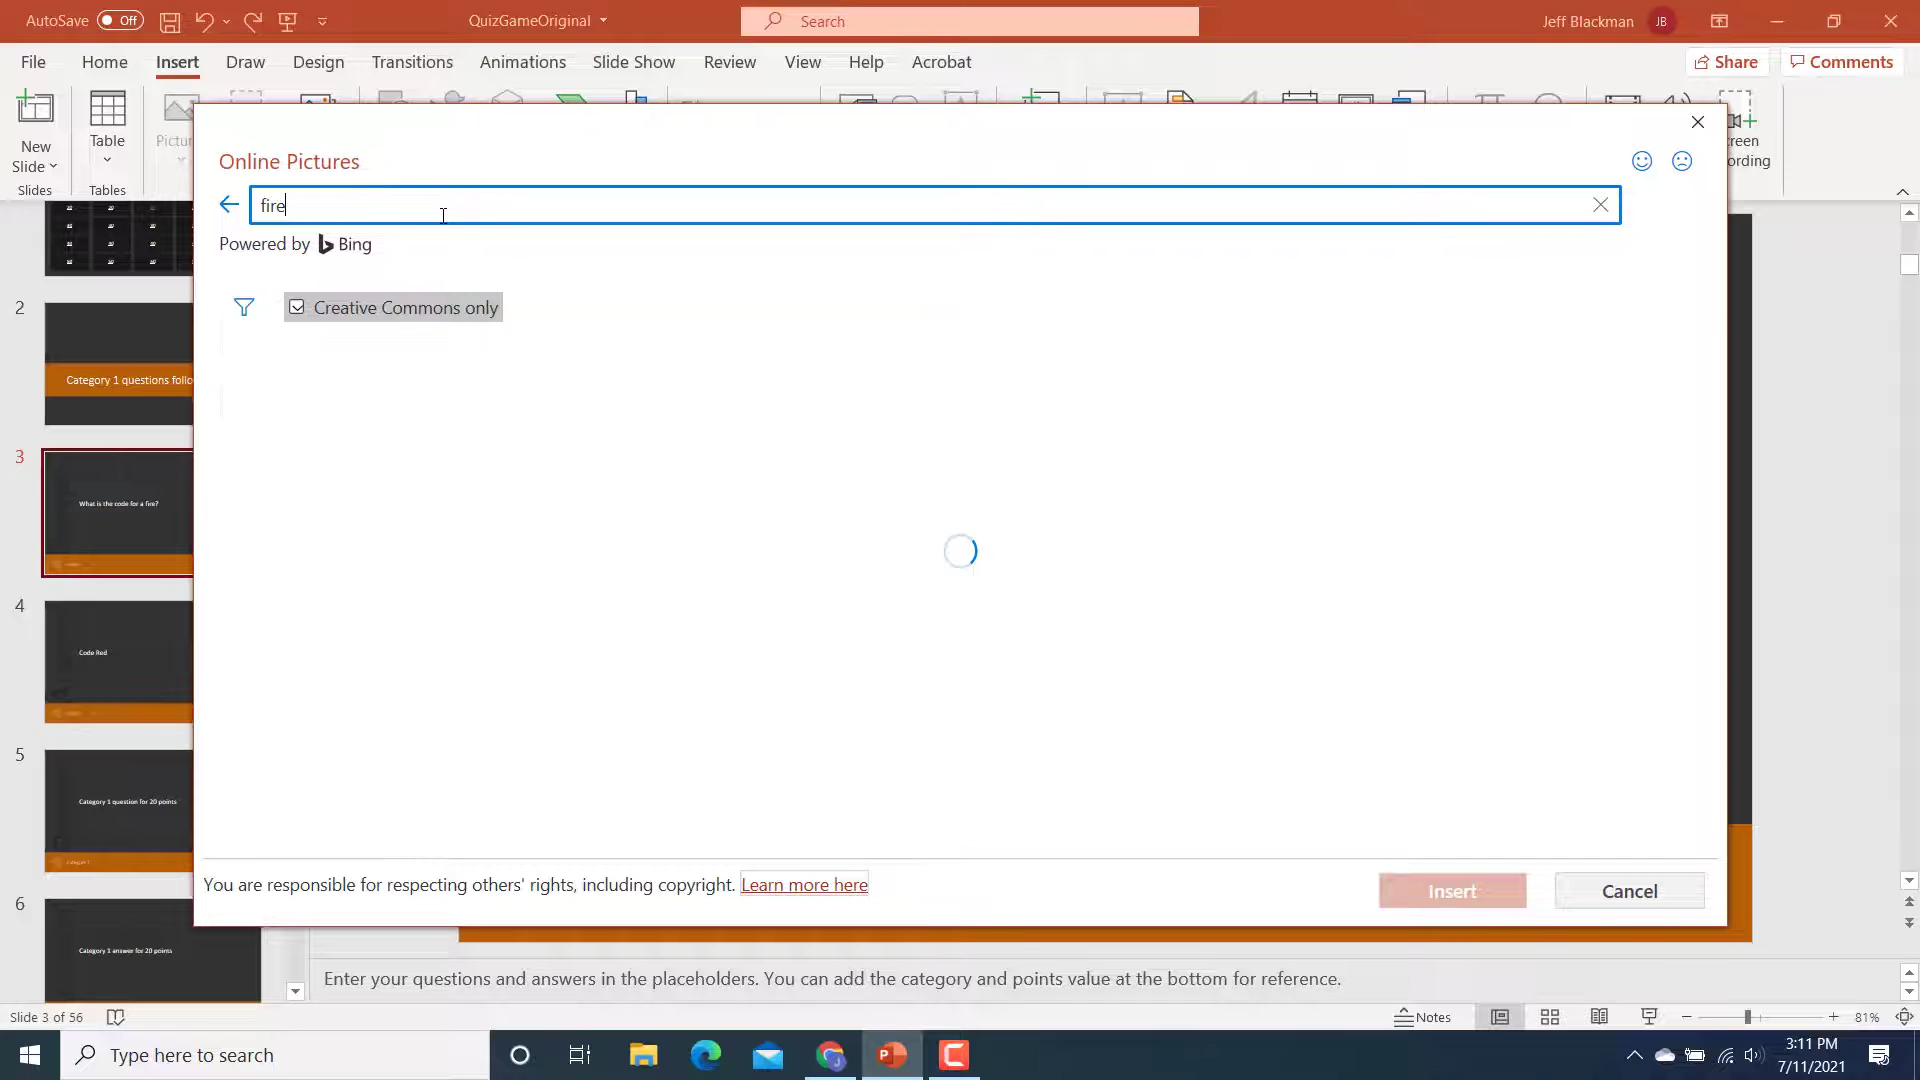 AutoSave Off QuizGameOriginal Search Jeff Blackman JB
File Home Insert Draw Design Transitions Animations Slide Show Review View Help Acrobat Share Comments
New Slide
Table
Slides Tables
Online Pictures
fire
Powered by Bing
Creative Commons only
2
Category 1 questions follo
3
What is the code for a fire?
4
Code Red
5
Category 1 question for 20 points
Category 1
6
Category 1 answer for 20 points
You are responsible for respecting others' rights, including copyright. Learn more here
Insert Cancel
Enter your questions and answers in the placeholders. You can add the category and points value at the bottom for reference.
Slide 3 of 56 Notes 81%
Type here to search
3:11 PM
7/11/2021